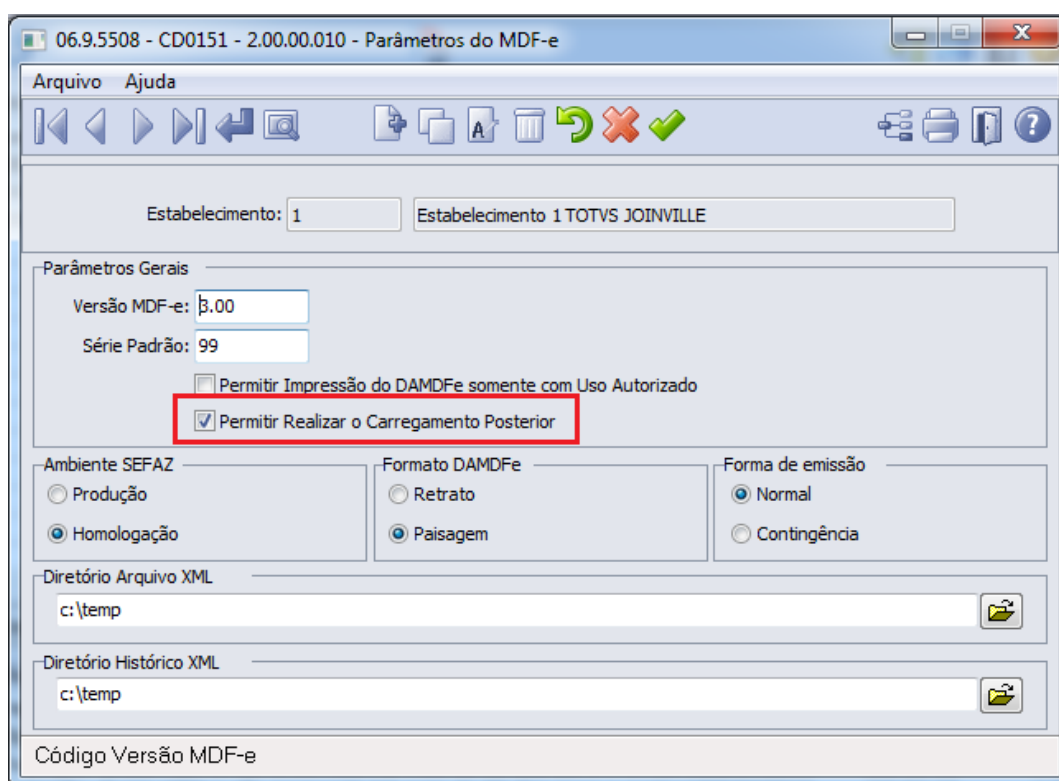 06.9.5508 - CD0151 - 2.00.00.010 - Parâmetros do MDF-e
Arquivo Ajuda
Estabelecimento: 1 Estabelecimento 1 TOTVS JOINVILLE
Parâmetros Gerais
Versão MDF-e: 3.00
Série Padrão: 99
Permitir Impressão do DAMDFe somente com Uso Autorizado
Permitir Realizar o Carregamento Posterior
Ambiente SEFAZ Formato DAMDFe Forma de emissão
Produção Retrato Normal
Homologação Paisagem Contingência
Diretório Arquivo XML
c:\temp
Diretório Histórico XML
c:\temp
Código Versão MDF-e